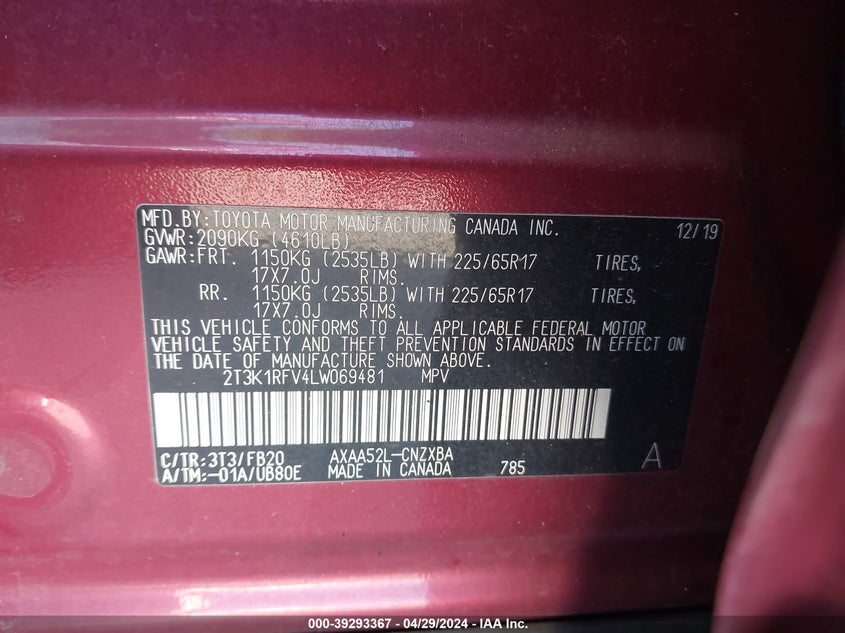 MFD.BY:TOYOTA MOTOR MANUFACTURING CANADA INC. 12/19
GVWR:2090KG (4610LB)
GAWR:FRT. 1150KG (2535LB) WITH 225/65R17 TIRES,
17X7.0J RIMS.
RR. 1150KG (2535LB) WITH 225/65R17 TIRES,
17X7.0J RIMS.
THIS VEHICLE CONFORMS TO ALL APPLICABLE FEDERAL MOTOR
VEHICLE SAFETY AND THEFT PREVENTION STANDARDS IN EFFECT ON
THE DATE OF MANUFACTURE SHOWN ABOVE.
2T3K1RFV4LW069481 MPV
C/TR:3T3/FB20 AXAA52L-CNZXBA
A/TM:-01A/UB80E MADE IN CANADA 785 A
000-39293367 - 04/29/2024 - IAA Inc.